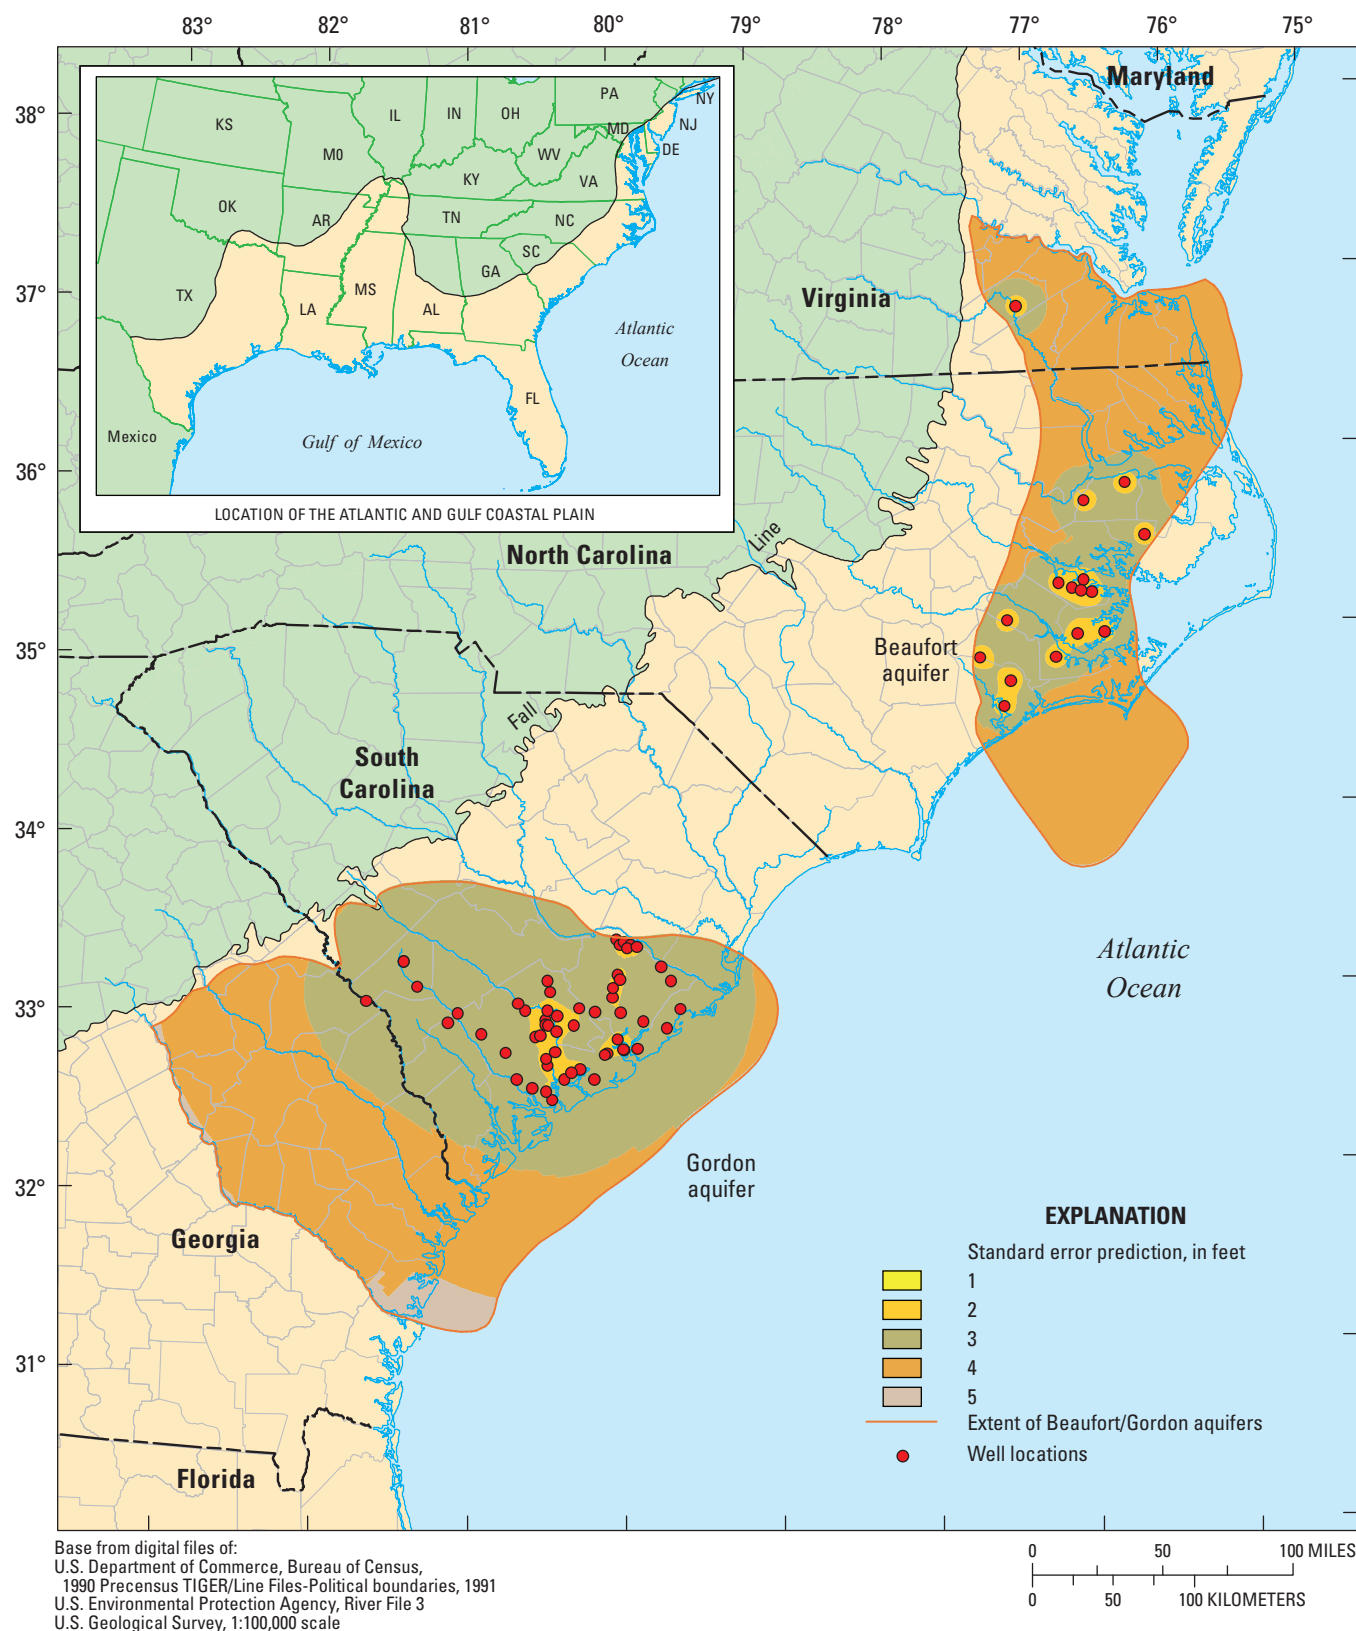 83°
82°
81°
80°
79°
78°
77°
76°
75°
38°
37°
36°
35°
34°
33°
32°
31°
KS
MO
IL
IN
OH
PA
NY
NJ
MD
DE
WV
VA
KY
OK
AR
TN
NC
SC
GA
TX
LA
MS
AL
FL
Mexico
Gulf of Mexico
Atlantic
Ocean
LOCATION OF THE ATLANTIC AND GULF COASTAL PLAIN
Maryland
Virginia
North Carolina
Fall
Line
South
Carolina
Beaufort
aquifer
Atlantic
Ocean
Gordon
aquifer
Georgia
Florida
EXPLANATION
Standard error prediction, in feet
1
2
3
4
5
Extent of Beaufort/Gordon aquifers
Well locations
Base from digital files of:
U.S. Department of Commerce, Bureau of Census,
1990 Precensus TIGER/Line Files-Political boundaries, 1991
U.S. Environmental Protection Agency, River File 3
U.S. Geological Survey, 1:100,000 scale
0 50 100 MILES
0 50 100 KILOMETERS